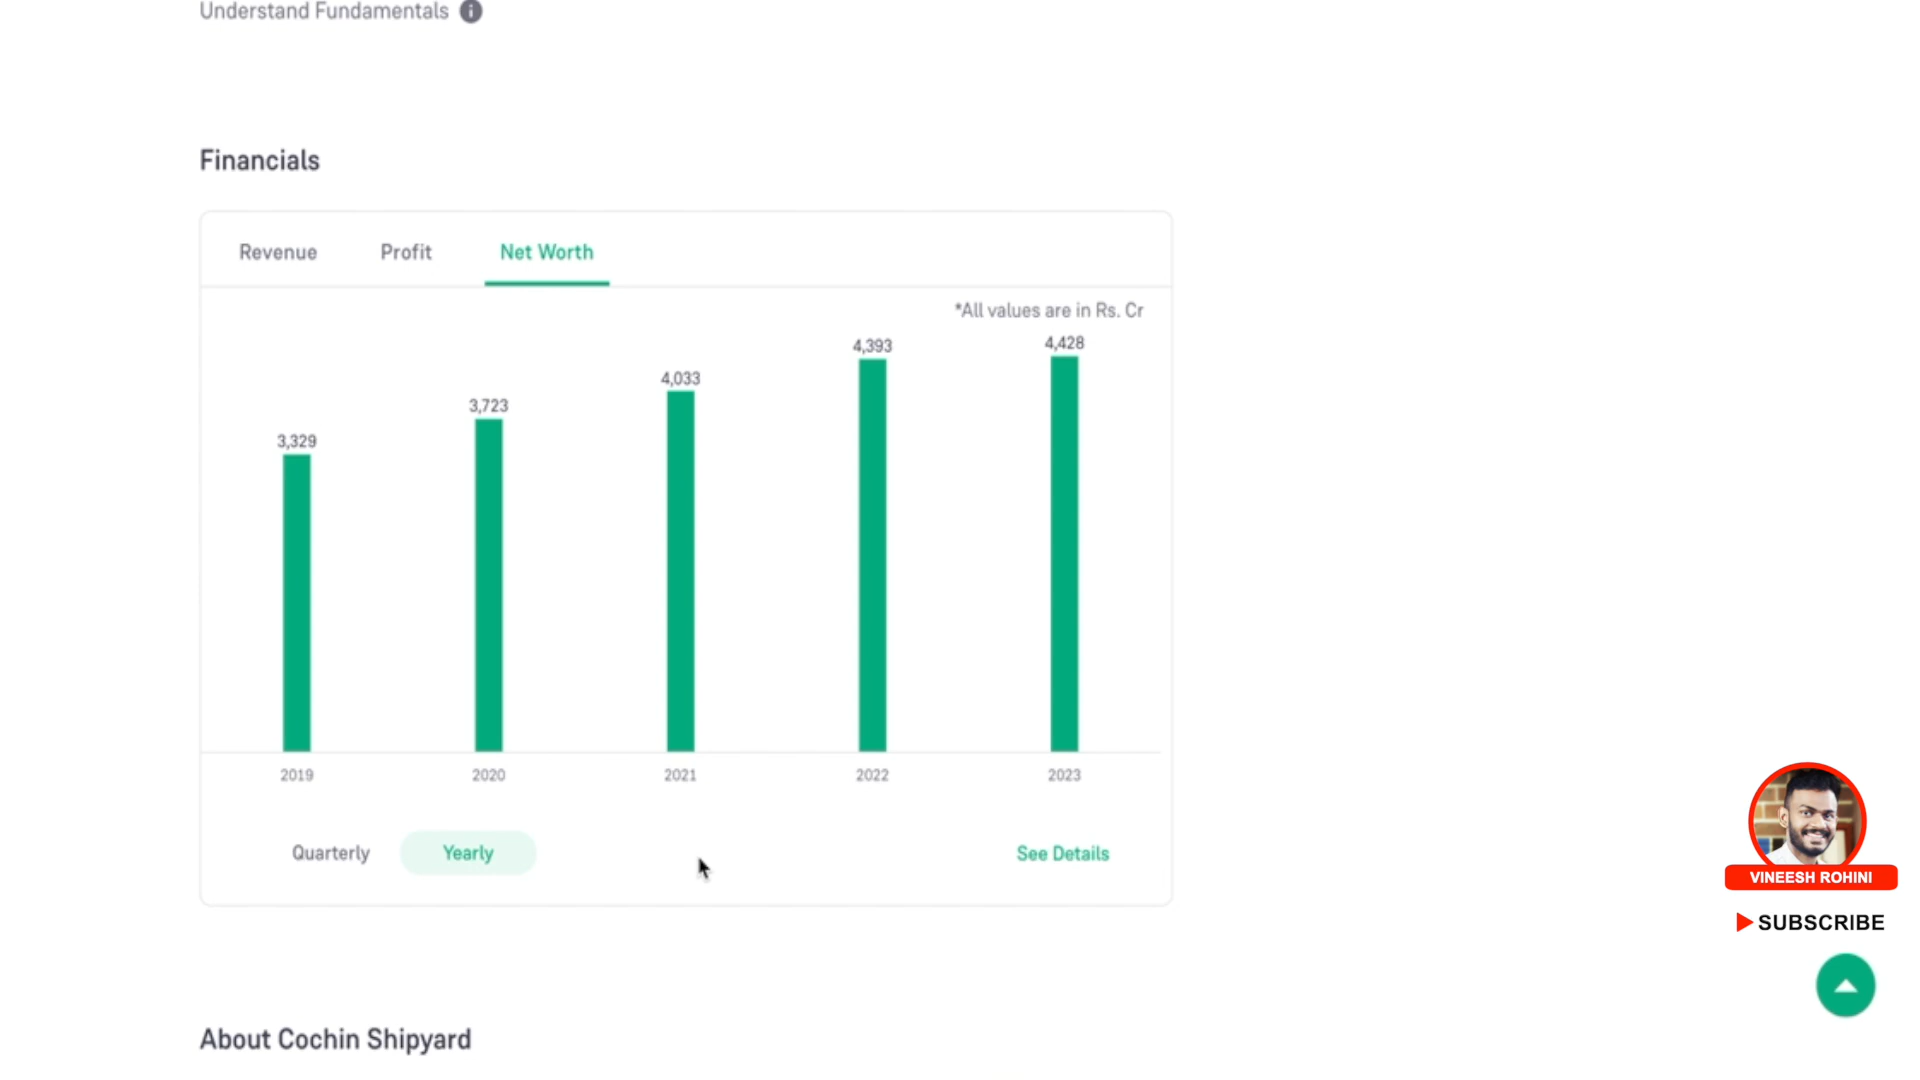 Understand Fundamentals
Financials
Revenue Profit Net Worth
*All values are in Rs. Cr
3,329 3,723 4,033 4,393 4,428
2019 2020 2021 2022 2023
Quarterly Yearly See Details
VINEESH ROHINI
SUBSCRIBE
About Cochin Shipyard